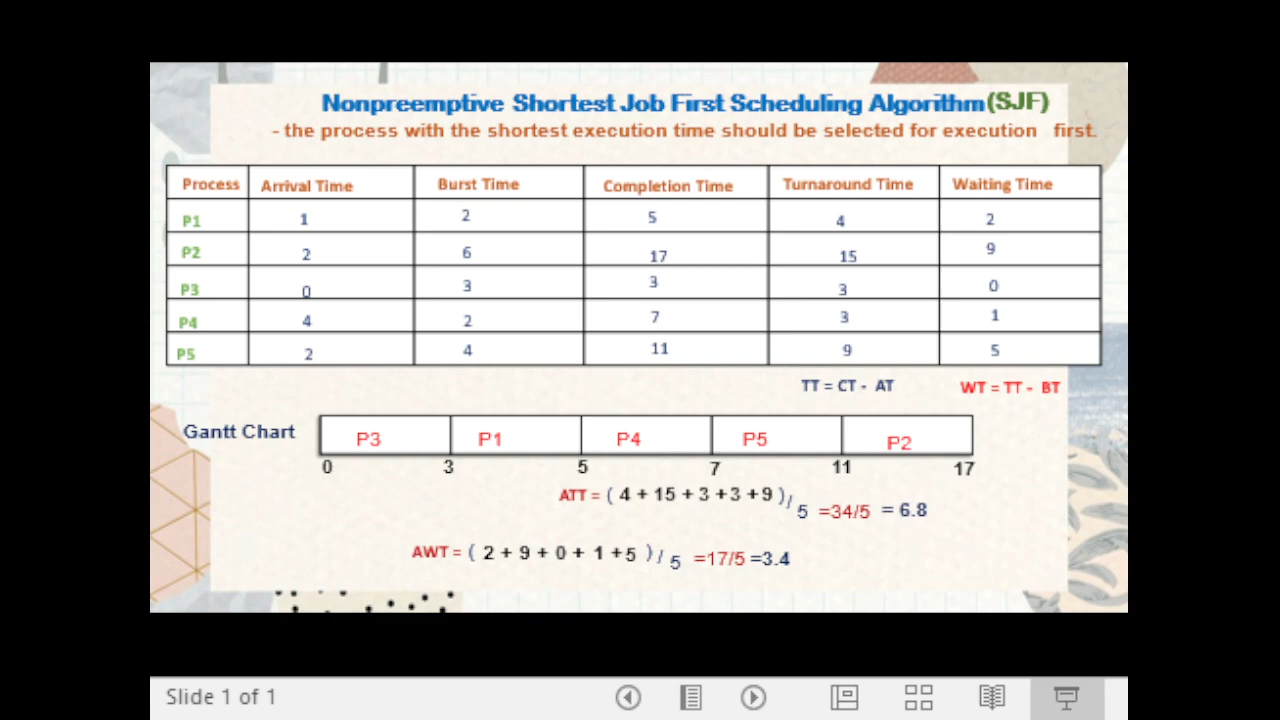 Nonpreemptive Shortest Job First Scheduling Algorithm (SJF)
- the process with the shortest execution time should be selected for execution first.
Process Arrival Time Burst Time Completion Time Turnaround Time Waiting Time
P1 1 2 5 4 2
P2 2 6 17 15 9
P3 0 3 3 3 0
P4 4 2 7 3 1
P5 2 4 11 9 5
TT = CT - AT WT = TT - BT
Gantt Chart P3 P1 P4 P5 P2
0 3 5 7 11 17
ATT = ( 4 + 15 + 3 +3 +9 )/ 5 =34/5 = 6.8
AWT = ( 2 + 9 + 0 + 1 +5 )/ 5 =17/5 =3.4
Slide 1 of 1